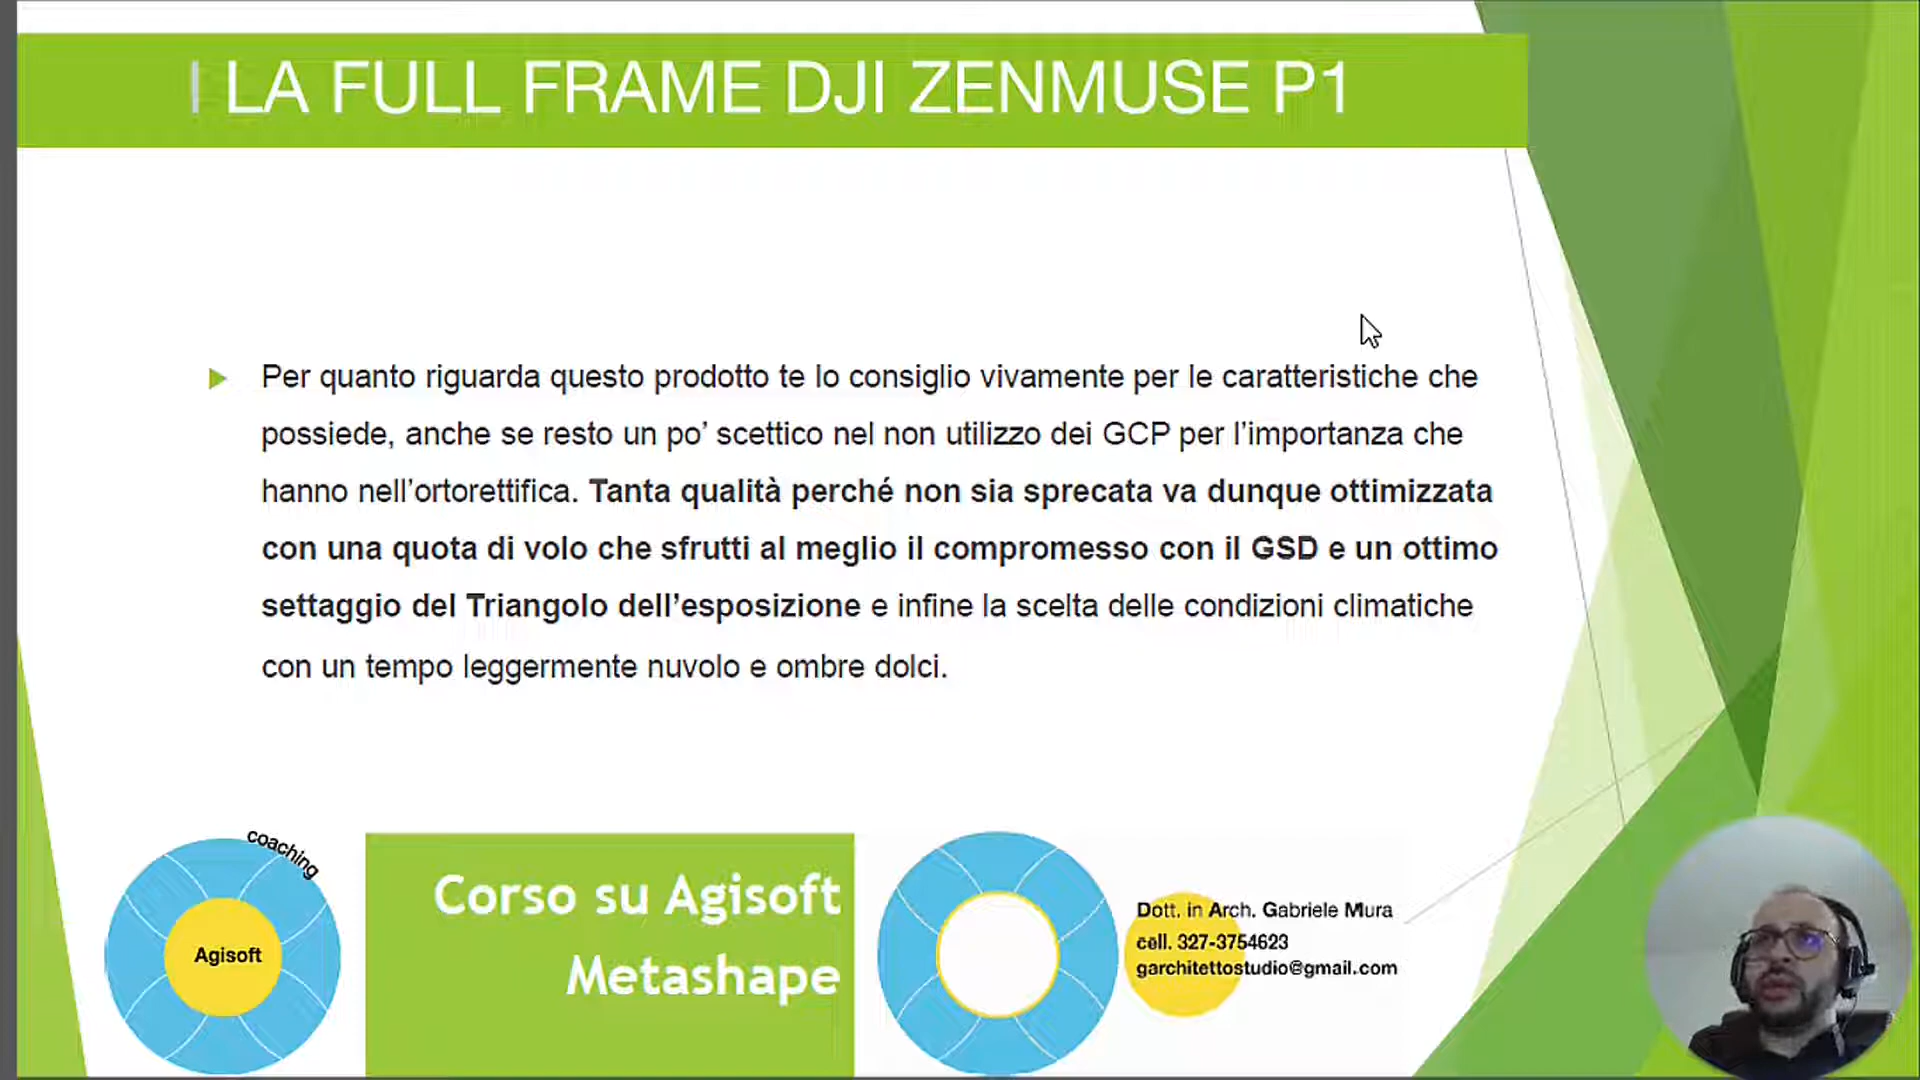 I LA FULL FRAME DJI ZENMUSE P1
Per quanto riguarda questo prodotto te lo consiglio vivamente per le caratteristiche che
possiede, anche se resto un po’ scettico nel non utilizzo dei GCP per l’importanza che
hanno nell’ortorettifica. Tanta qualità perché non sia sprecata va dunque ottimizzata
con una quota di volo che sfrutti al meglio il compromesso con il GSD e un ottimo
settaggio del Triangolo dell’esposizione e infine la scelta delle condizioni climatiche
con un tempo leggermente nuvolo e ombre dolci.
coaching
Agisoft
Corso su Agisoft
Metashape
Dott. in Arch. Gabriele Mura
cell. 327-3754623
garchitettostudio@gmail.com